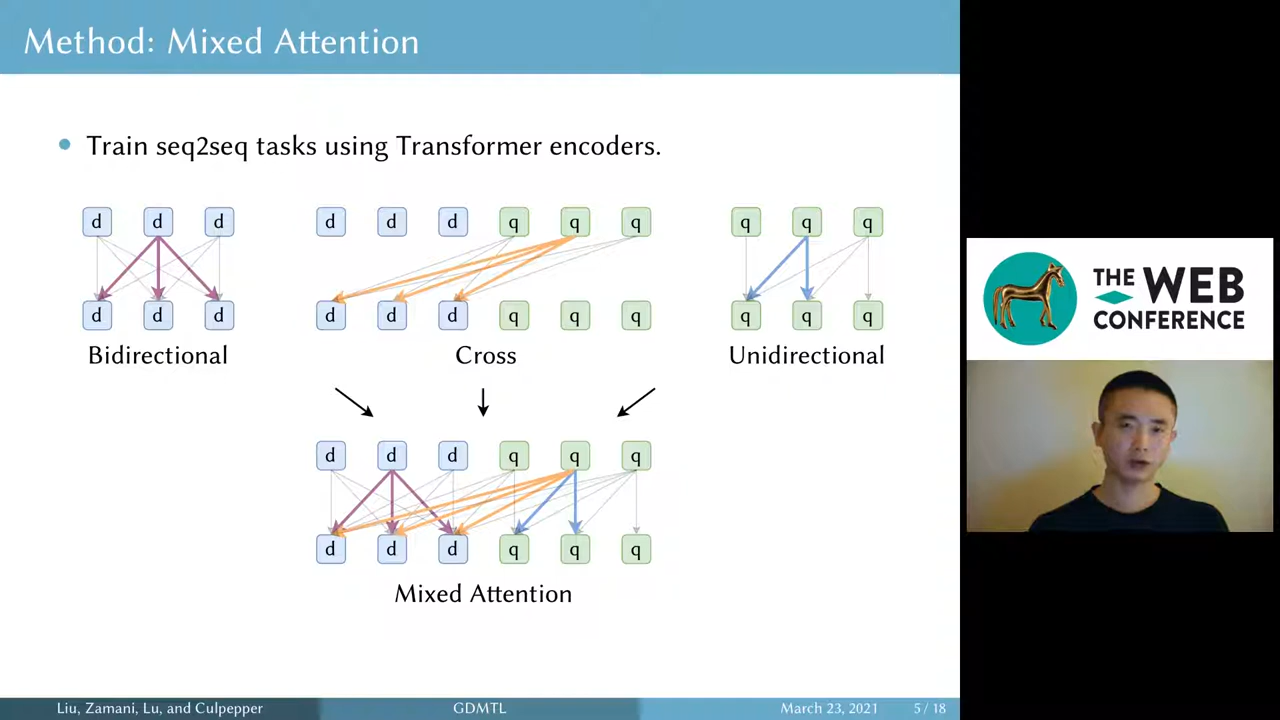 Method: Mixed Attention
Train seq2seq tasks using Transformer encoders.
d d d d d d q q q q q q
d d d d d d q q q q q q
Bidirectional Cross Unidirectional
d d d q q q
d d d q q q
Mixed Attention
Liu, Zamani, Lu, and Culpepper GDMTL March 23, 2021 5 / 18
THE WEB
CONFERENCE